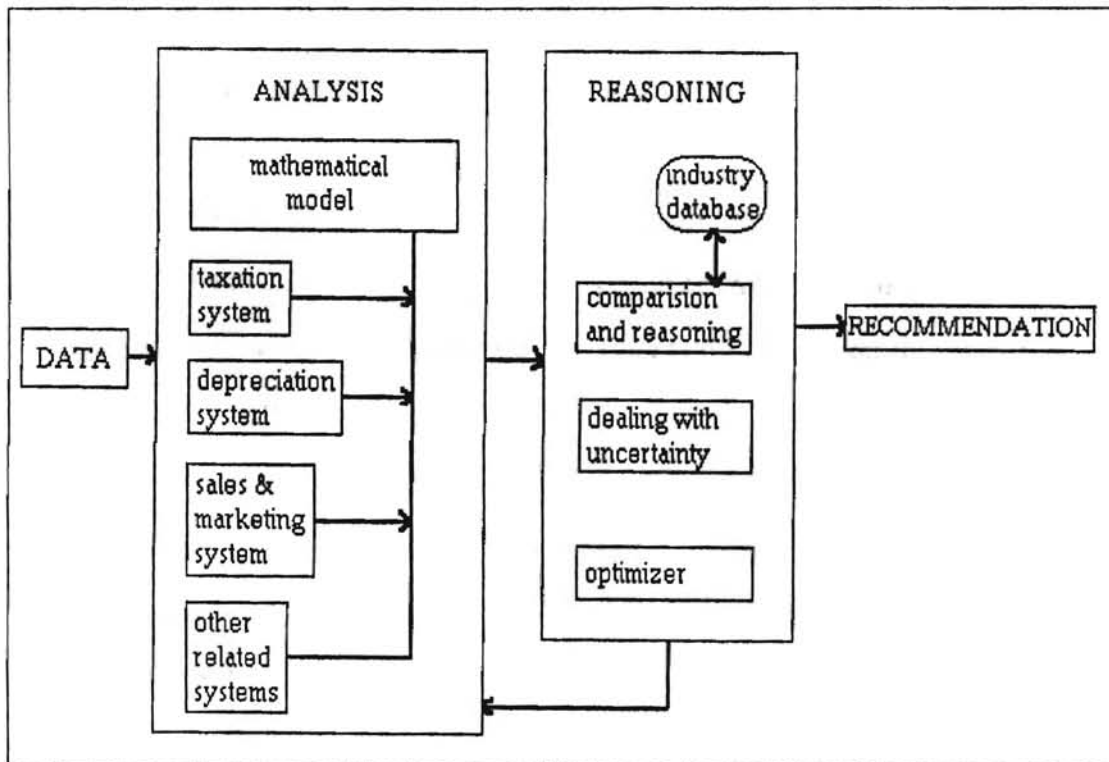 ANALYSIS
mathematical
model
taxation
system
depreciation
system
sales &
marketing
system
other
related
systems
DATA
REASONING
industry
database
comparision
and reasoning
dealing with
uncertainty
optimizer
RECOMMENDATION